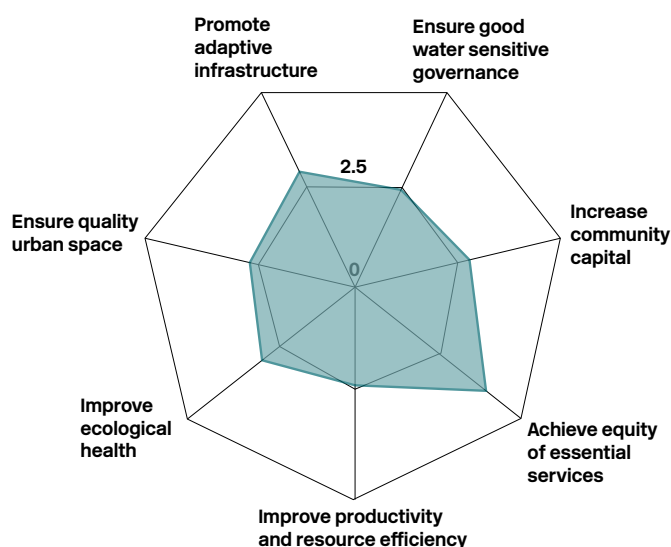 Promote
adaptive
infrastructure
Ensure good
water sensitive
governance
2.5
Increase
community
capital
Ensure quality
urban space
0
Improve
ecological
health
Achieve equity
of essential
services
Improve productivity
and resource efficiency